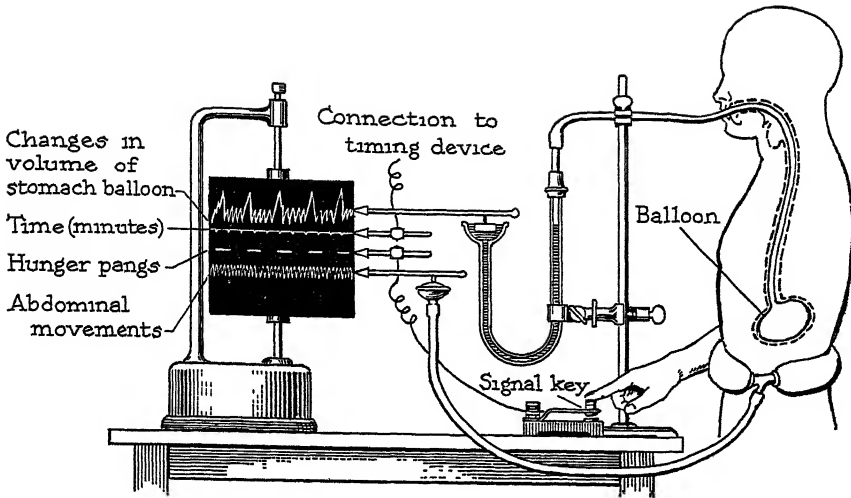 Changes in
volume of
stomach balloon
Time (minutes)
Hunger pangs
Abdominal
movements
Connection to
timing device
Balloon
Signal key